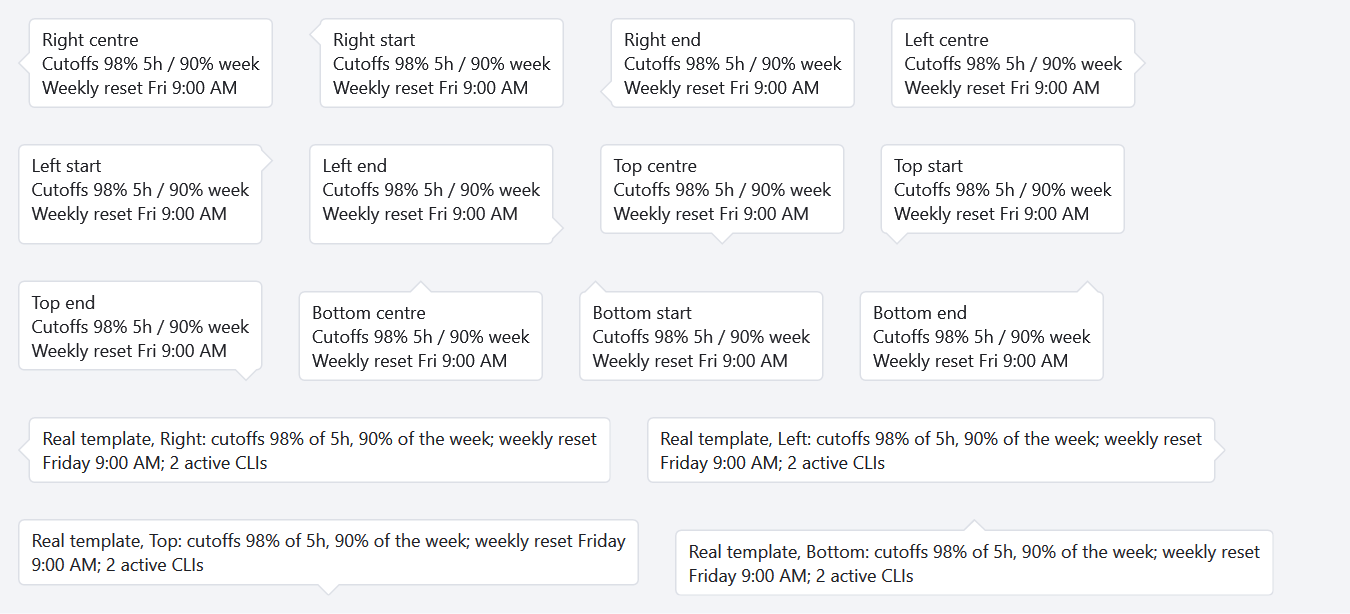 Right centre
Cutoffs 98% 5h / 90% week
Weekly reset Fri 9:00 AM
Right start
Cutoffs 98% 5h / 90% week
Weekly reset Fri 9:00 AM
Right end
Cutoffs 98% 5h / 90% week
Weekly reset Fri 9:00 AM
Left centre
Cutoffs 98% 5h / 90% week
Weekly reset Fri 9:00 AM
Left start
Cutoffs 98% 5h / 90% week
Weekly reset Fri 9:00 AM
Left end
Cutoffs 98% 5h / 90% week
Weekly reset Fri 9:00 AM
Top centre
Cutoffs 98% 5h / 90% week
Weekly reset Fri 9:00 AM
Top start
Cutoffs 98% 5h / 90% week
Weekly reset Fri 9:00 AM
Top end
Cutoffs 98% 5h / 90% week
Weekly reset Fri 9:00 AM
Bottom centre
Cutoffs 98% 5h / 90% week
Weekly reset Fri 9:00 AM
Bottom start
Cutoffs 98% 5h / 90% week
Weekly reset Fri 9:00 AM
Bottom end
Cutoffs 98% 5h / 90% week
Weekly reset Fri 9:00 AM
Real template, Right: cutoffs 98% of 5h, 90% of the week; weekly reset
Friday 9:00 AM; 2 active CLIs
Real template, Left: cutoffs 98% of 5h, 90% of the week; weekly reset
Friday 9:00 AM; 2 active CLIs
Real template, Top: cutoffs 98% of 5h, 90% of the week; weekly reset Friday
9:00 AM; 2 active CLIs
Real template, Bottom: cutoffs 98% of 5h, 90% of the week; weekly reset
Friday 9:00 AM; 2 active CLIs